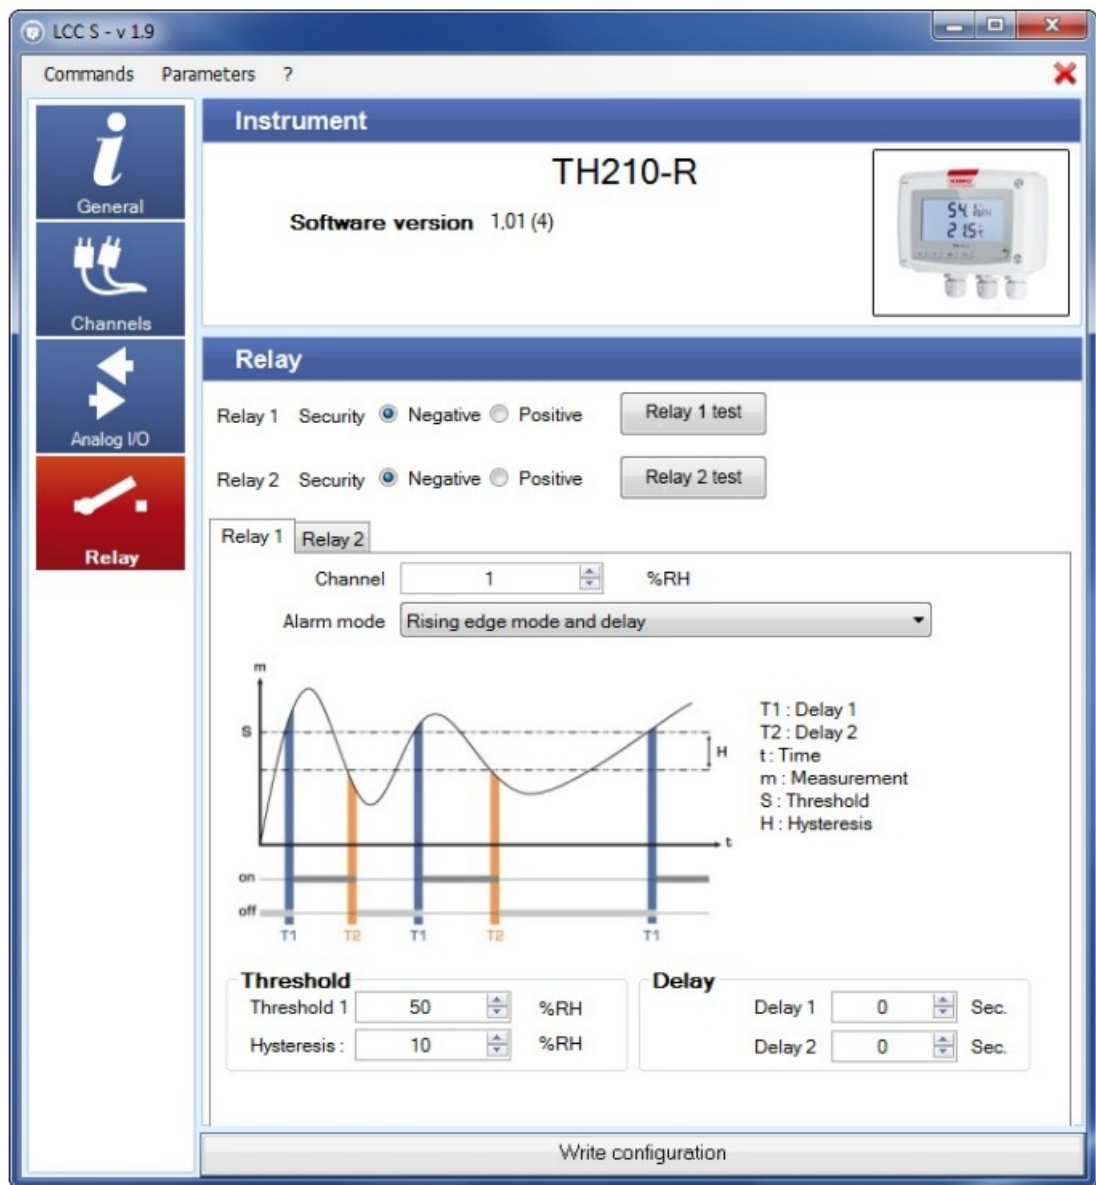 LCC S - v 1.9
Commands Parameters ?
General
Channels
Analog I/O
Relay
Instrument
TH210-R
Software version 1,01 (4)
KIMO
Relay
Relay 1 Security Negative Positive Relay 1 test
Relay 2 Security Negative Positive Relay 2 test
Relay 1 Relay 2
Channel 1 %RH
Alarm mode Rising edge mode and delay
m
S
H
t
on
off
T1 T2 T1 T2 T1
T1 : Delay 1
T2 : Delay 2
t : Time
m : Measurement
S : Threshold
H : Hysteresis
Threshold
Threshold 1 50 %RH
Hysteresis : 10 %RH
Delay
Delay 1 0 Sec.
Delay 2 0 Sec.
Write configuration